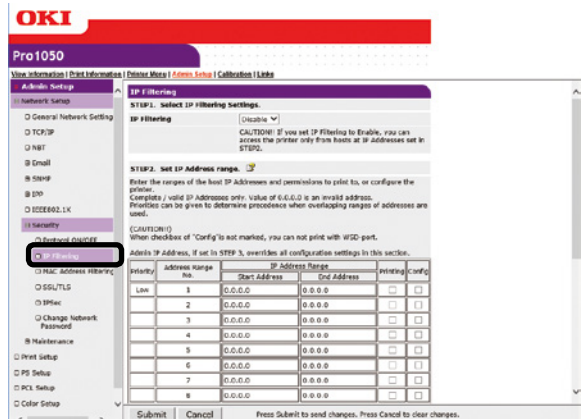 OKI
Pro1050
View Information | Print Information | Printer Menu | Admin Setup | Calibration | Links
Admin Setup
Network Setup
General Network Setting
TCP/IP
NBT
Email
SNMP
IPP
IEEE802.1X
Security
Protocol ON/OFF
IP Filtering
MAC Address Filtering
SSL/TLS
IPSec
Change Network
Password
Maintenance
Print Setup
PS Setup
PCL Setup
Color Setup
IP Filtering
STEP1. Select IP Filtering Settings.
IP Filtering Disable
CAUTION!! If you set IP Filtering to Enable, you can
access the printer only from hosts at IP Addresses set in
STEP2.
STEP2. Set IP Address range.
Enter the ranges of the host IP Addresses and permissions to print to, or configure the
printer.
Complete / valid IP Addresses only. Value of 0.0.0.0 is an invalid address.
Priorities can be given to determine precedence when overlapping ranges of addresses are
used.
(CAUTION!!)
When checkbox of "Config"is not marked, you can not print with WSD-port.
Admin IP Address, if set in STEP 3, overrides all configuration settings in this section.
Priority Address Range No. IP Address Range Printing Config
Start Address End Address
Low 1 0.0.0.0 0.0.0.0
2 0.0.0.0 0.0.0.0
3 0.0.0.0 0.0.0.0
4 0.0.0.0 0.0.0.0
5 0.0.0.0 0.0.0.0
6 0.0.0.0 0.0.0.0
7 0.0.0.0 0.0.0.0
8 0.0.0.0 0.0.0.0
Submit Cancel Press Submit to send changes. Press Cancel to clear changes.